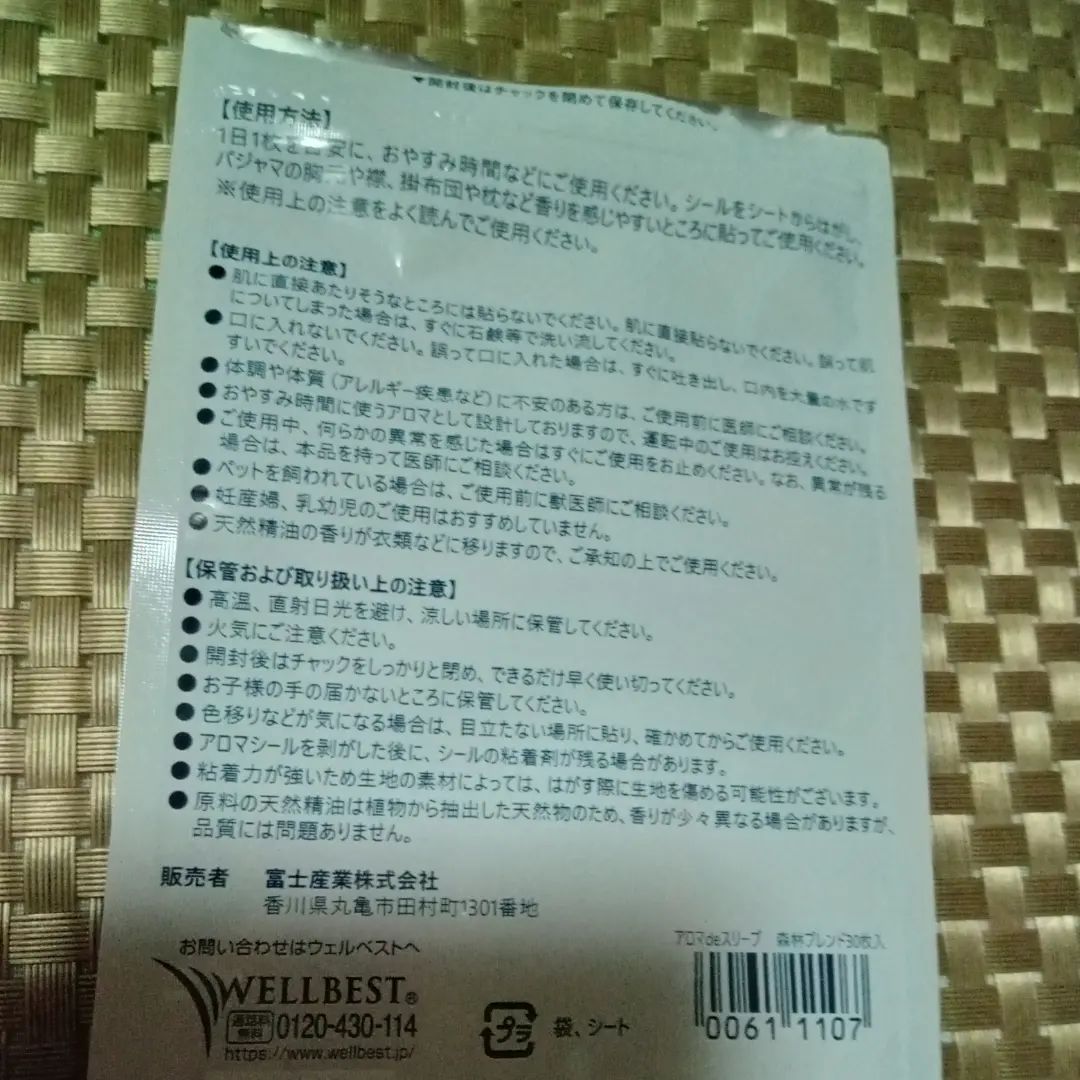 ▼開封後はチャックを閉めて保存してください。
【使用方法】
1日1枚を目安に、おやすみ時間などにご使用ください。シールをシートからはがし、
パジャマの胸元や襟、掛布団や枕など香りを感じやすいところに貼ってご使用ください。
※使用上の注意をよく読んでご使用ください。
【使用上の注意】
●肌に直接あたりそうなところには貼らないでください。肌に直接貼らないでください。誤って肌
についてしまった場合は、すぐに石鹸等で洗い流してください。
●口に入れないでください。誤って口に入れた場合は、すぐに吐き出し、口内を大量の水です
すいでください。
●体調や体質(アレルギー疾患など)に不安のある方は、ご使用前に医師にご相談ください。
●おやすみ時間に使うアロマとして設計しておりますので、運転中のご使用はお控えください。
●ご使用中、何らかの異常を感じた場合はすぐにご使用をお止めください。なお、異常が残る
場合は、本品を持って医師にご相談ください。
●ペットを飼われている場合は、ご使用前に獣医師にご相談ください。
●妊産婦、乳幼児のご使用はおすすめしていません。
●天然精油の香りが衣類などに移りますので、ご承知の上でご使用ください。
【保管および取り扱い上の注意】
●高温、直射日光を避け、涼しい場所に保管してください。
●火気にご注意ください。
●開封後はチャックをしっかりと閉め、できるだけ早く使い切ってください。
●お子様の手の届かないところに保管してください。
●色移りなどが気になる場合は、目立たない場所に貼り、確かめてからご使用ください。
●アロマシールを剥がした後に、シールの粘着剤が残る場合があります。
●粘着力が強いため生地の素材によっては、はがす際に生地を傷める可能性がございます。
●原料の天然精油は植物から抽出した天然物のため、香りが少々異なる場合がありますが、
品質には問題ありません。
販売者 富士産業株式会社
香川県丸亀市田村町1301番地
お問い合わせはウェルベストへ
WELLBEST®
通話料無料 0120-430-114
https://www.wellbest.jp/
プラ 袋、シート
アロマdeスリープ 森林ブレンド30枚入
0061 1107